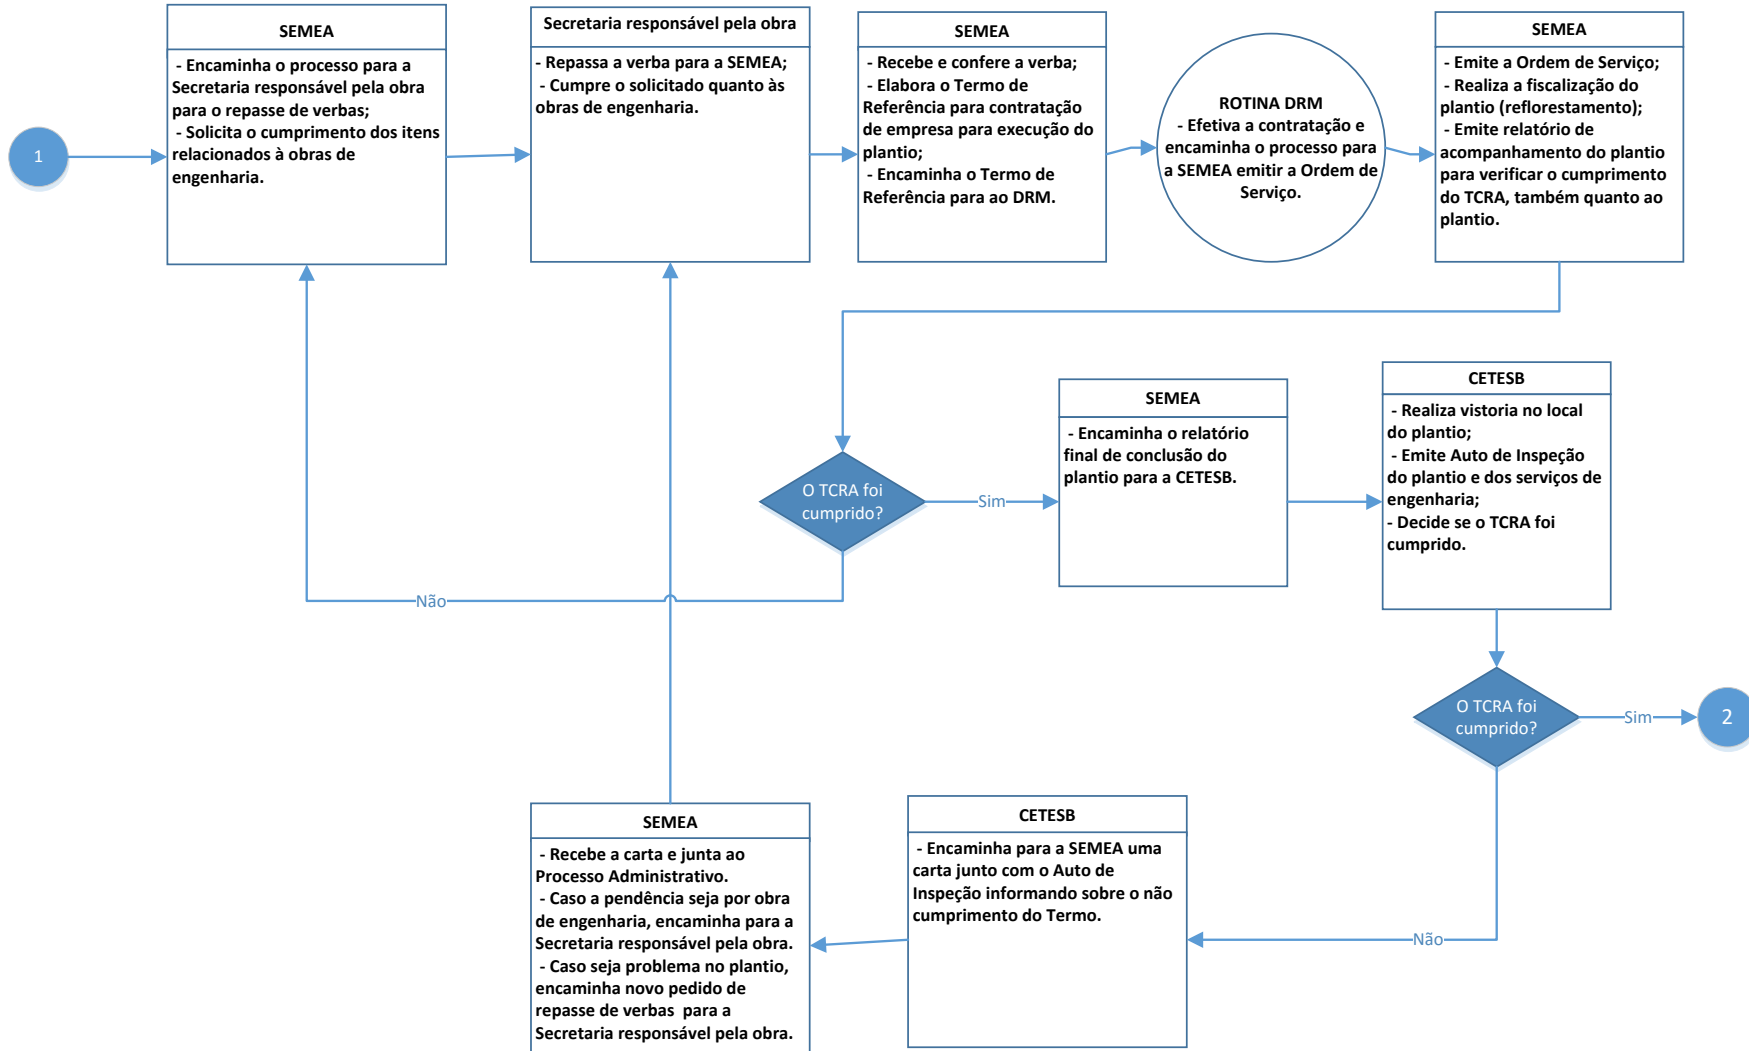 1
SEMEA
- Encaminha o processo para a
Secretaria responsável pela obra
para o repasse de verbas;
- Solicita o cumprimento dos itens
relacionados à obras de
engenharia.
Secretaria responsável pela obra
- Repassa a verba para a SEMEA;
- Cumpre o solicitado quanto às
obras de engenharia.
SEMEA
- Recebe e confere a verba;
- Elabora o Termo de
Referência para contratação
de empresa para execução do
plantio;
- Encaminha o Termo de
Referência para ao DRM.
ROTINA DRM
- Efetiva a contratação e
encaminha o processo para
a SEMEA emitir a Ordem de
Serviço.
SEMEA
- Emite a Ordem de Serviço;
- Realiza a fiscalização do
plantio (reflorestamento);
- Emite relatório de
acompanhamento do plantio
para verificar o cumprimento
do TCRA, também quanto ao
plantio.
O TCRA foi
cumprido?
Sim
Não
SEMEA
- Encaminha o relatório
final de conclusão do
plantio para a CETESB.
CETESB
- Realiza vistoria no local
do plantio;
- Emite Auto de Inspeção
do plantio e dos serviços de
engenharia;
- Decide se o TCRA foi
cumprido.
O TCRA foi
cumprido?
Sim
2
Não
CETESB
- Encaminha para a SEMEA uma
carta junto com o Auto de
Inspeção informando sobre o não
cumprimento do Termo.
SEMEA
- Recebe a carta e junta ao
Processo Administrativo.
- Caso a pendência seja por obra
de engenharia, encaminha para a
Secretaria responsável pela obra.
- Caso seja problema no plantio,
encaminha novo pedido de
repasse de verbas para a
Secretaria responsável pela obra.